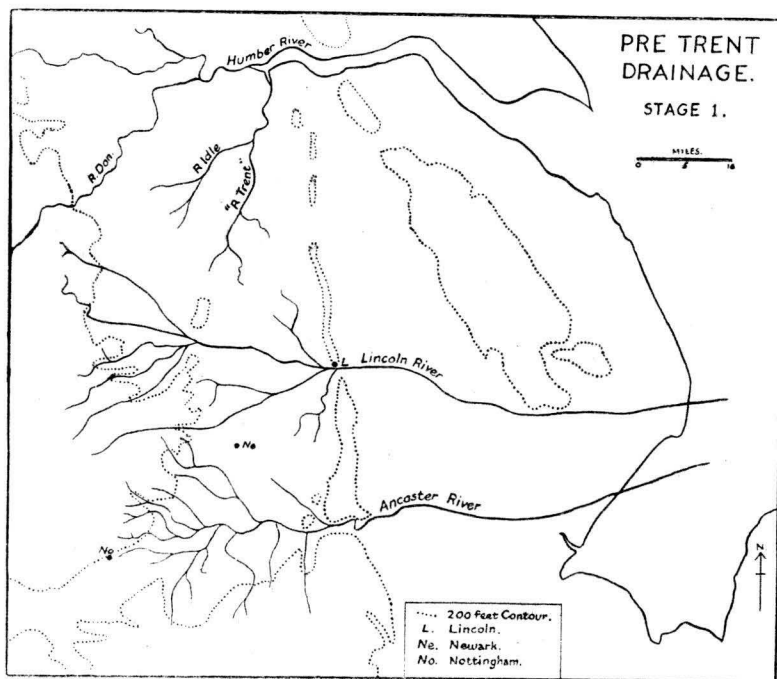 PRE TRENT
DRAINAGE.
STAGE 1.
MILES.
0 5 10
Humber River
R. Don.
R Idle
"R Trent"
L Lincoln River
Ne
Ancaster River
No
N
..... 200 feet Contour.
L. Lincoln.
Ne. Newark.
No. Nottingham.